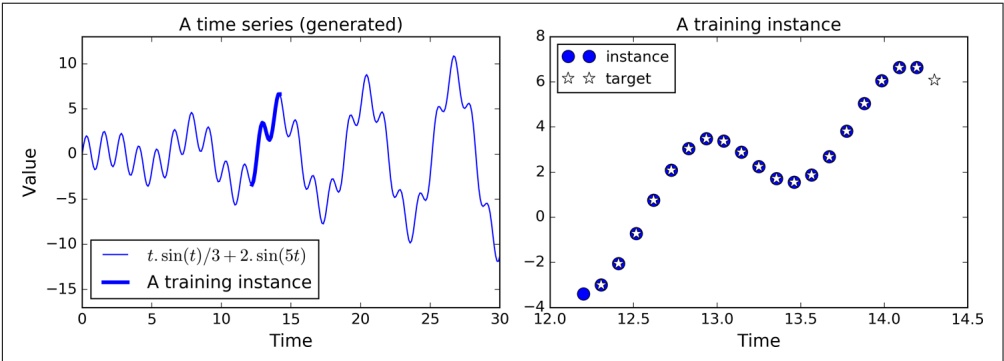 A time series (generated)
10
5
0
−5
−10
−15
Value
t.sin(t)/3 + 2.sin(5t)
A training instance
0 5 10 15 20 25 30
Time
A training instance
8
6
4
2
0
−2
−4
instance
target
12.0 12.5 13.0 13.5 14.0 14.5
Time